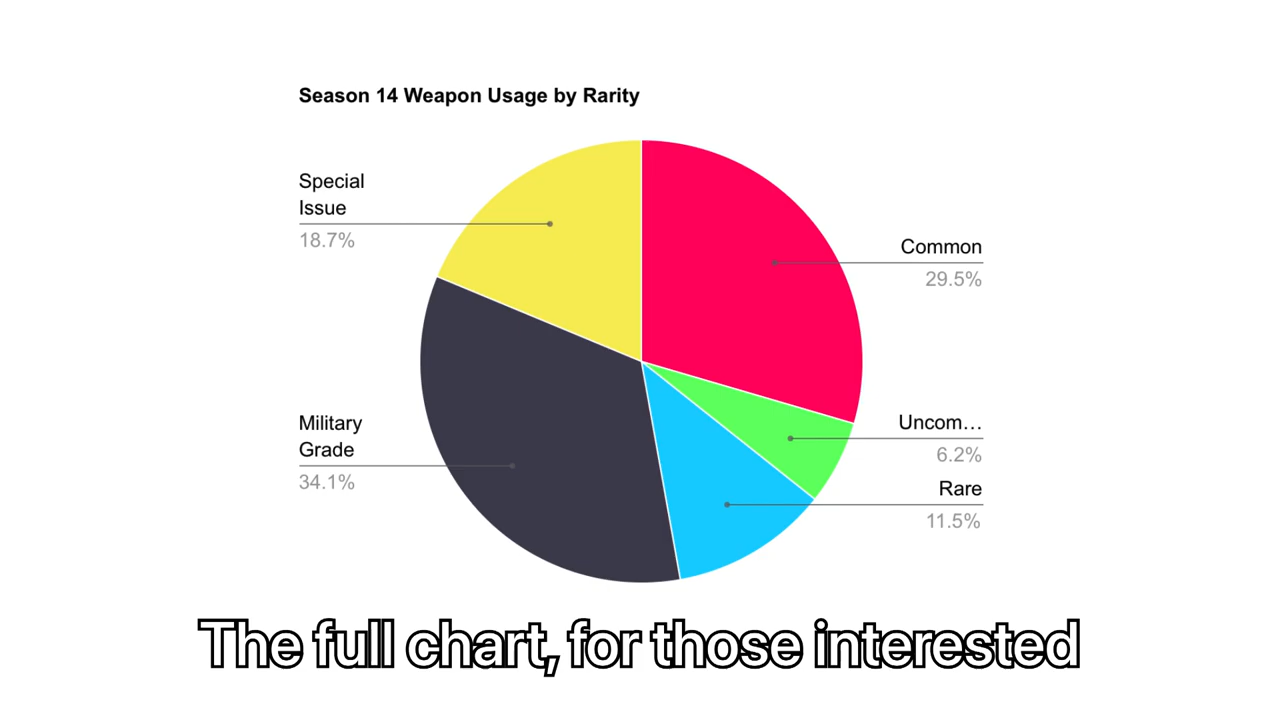 Season 14 Weapon Usage by Rarity
Special
Issue
18.7%
Common
29.5%
Military
Grade
34.1%
Uncom…
6.2%
Rare
11.5%
The full chart, for those interested